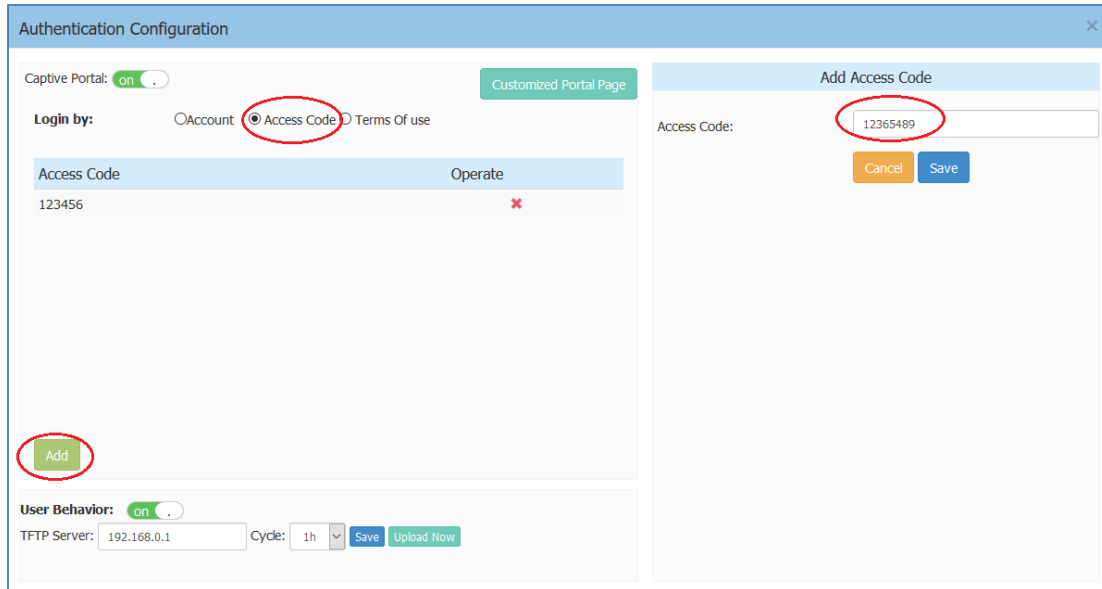 Authentication Configuration ×
Captive Portal: on .
Customized Portal Page
Login by: Account Access Code Terms Of use
Access Code Operate
123456
Add
User Behavior: on .
TFTP Server: 192.168.0.1 Cycle: 1h Save Upload Now
Add Access Code
Access Code: 12365489
Cancel Save